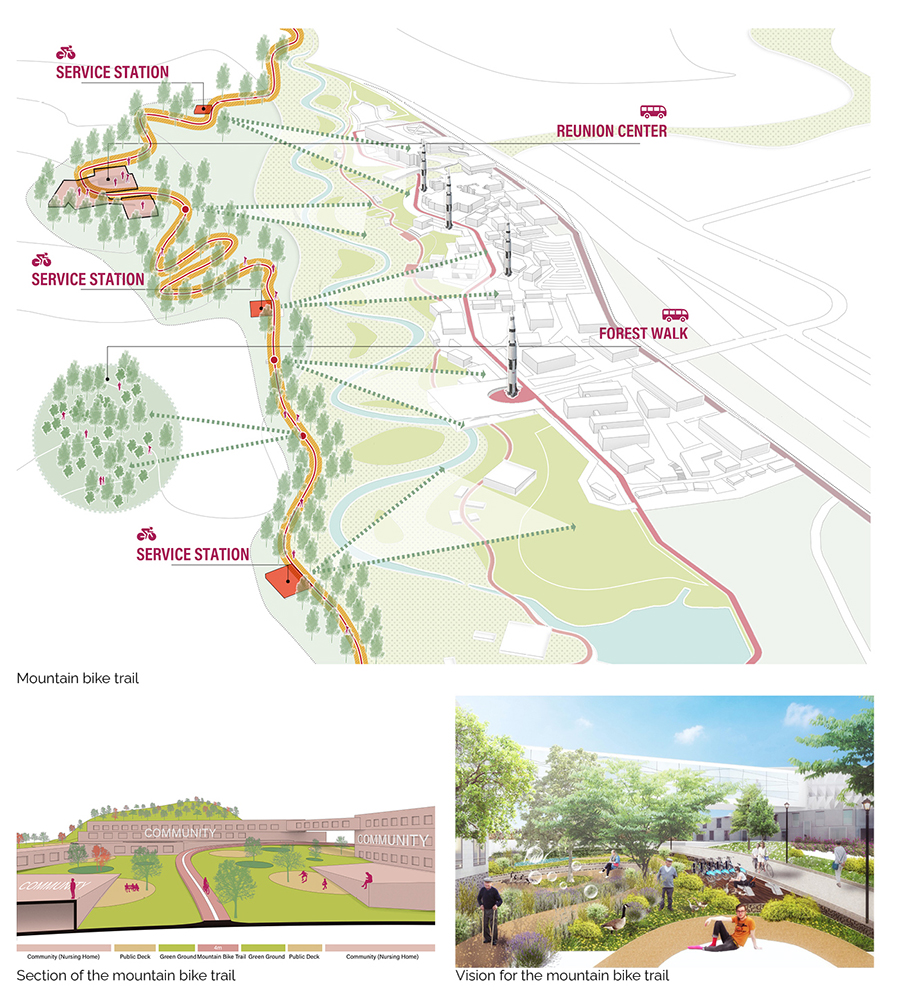 SERVICE STATION
REUNION CENTER
SERVICE STATION
FOREST WALK
SERVICE STATION
Mountain bike trail
COMMUNITY
COMMUNITY
COMMUNITY
4m
Community (Nursing Home) Public Deck Green Ground Mountain Bike Trail Green Ground Public Deck Community (Nursing Home)
Section of the mountain bike trail
Vision for the mountain bike trail